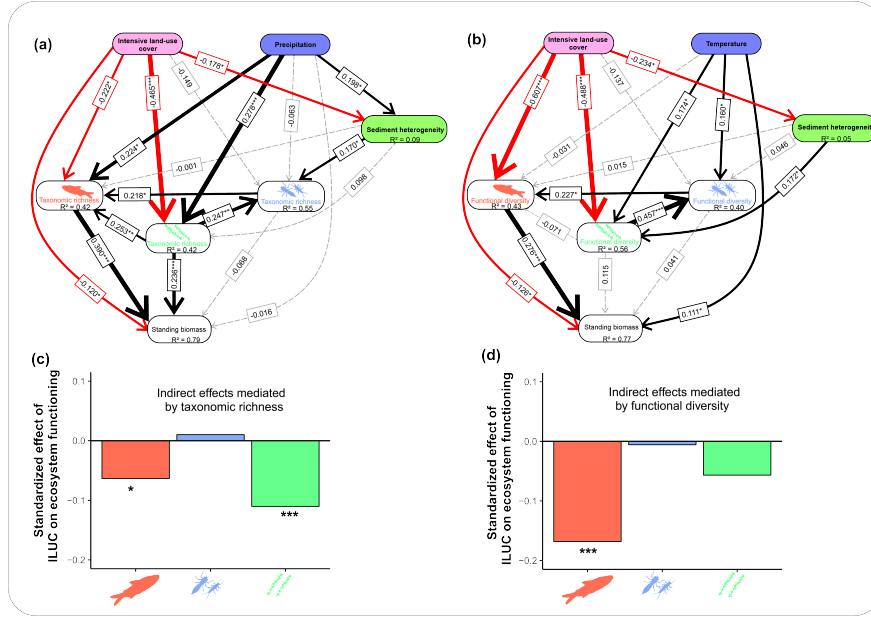 (a)
Intensive land-use
cover
Precipitation
-0.178*
-0.222*
-0.465***
-0.149
0.278***
-0.063
0.198*
Sediment heterogeneity
R² = 0.09
0.224*
-0.001
0.170*
0.098
Taxonomic richness
R² = 0.42
0.218*
Taxonomic richness
R² = 0.55
0.253**
0.247**
Taxonomic richness
R² = 0.42
0.390***
0.236***
-0.068
-0.120*
-0.016
Standing biomass
R² = 0.79
(b)
Intensive land-use
cover
Temperature
-0.234*
-0.607***
-0.488***
-0.137
0.174*
0.160*
Sediment heterogeneity
R² = 0.05
-0.031
0.015
0.046
0.172*
Functional diversity
R² = 0.43
0.227**
Functional diversity
R² = 0.40
-0.071
0.457***
Functional diversity
R² = 0.56
0.276***
0.115
0.041
-0.126*
0.111*
Standing biomass
R² = 0.77
(c)
Standardized effect of
ILUC on ecosystem functioning
Indirect effects mediated
by taxonomic richness
0.1
0.0
−0.1
−0.2
*
***
(d)
Standardized effect of
ILUC on ecosystem functioning
Indirect effects mediated
by functional diversity
0.1
0.0
−0.1
−0.2
***